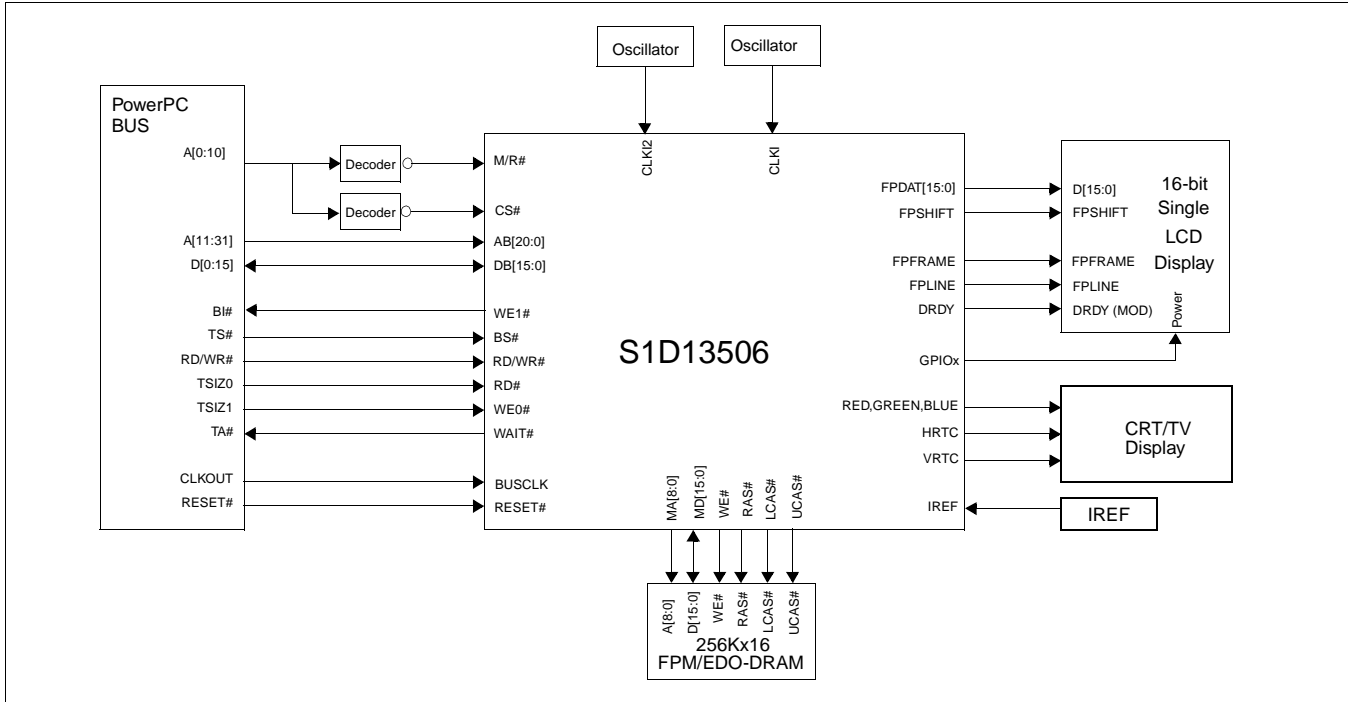 Oscillator
Oscillator
PowerPC
BUS
A[0:10]
Decoder
Decoder
A[11:31]
D[0:15]
BI#
TS#
RD/WR#
TSIZ0
TSIZ1
TA#
CLKOUT
RESET#
CLKI2
CLKI
M/R#
CS#
AB[20:0]
DB[15:0]
WE1#
BS#
RD/WR#
RD#
WE0#
WAIT#
BUSCLK
RESET#
S1D13506
FPDAT[15:0]
FPSHIFT
FPFRAME
FPLINE
DRDY
GPIOx
RED,GREEN,BLUE
HRTC
VRTC
IREF
MA[8:0]
MD[15:0]
WE#
RAS#
LCAS#
UCAS#
D[15:0]
FPSHIFT
FPFRAME
FPLINE
DRDY (MOD)
16-bit
Single
LCD
Display
Power
CRT/TV
Display
IREF
A[8:0]
D[15:0]
WE#
RAS#
LCAS#
UCAS#
256Kx16
FPM/EDO-DRAM